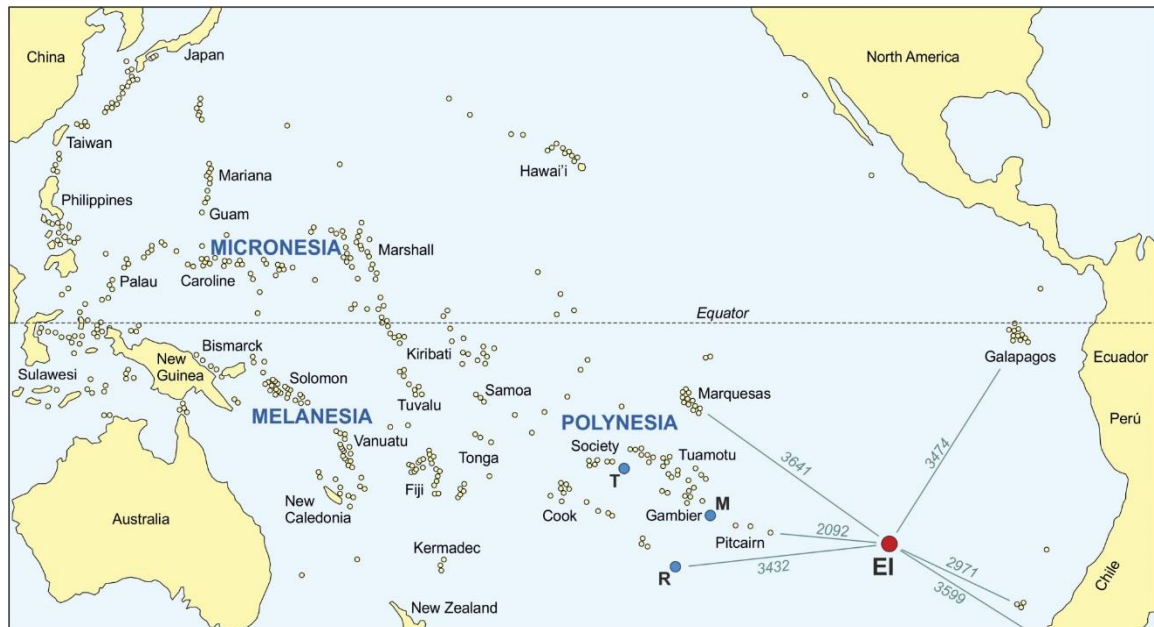 China
Japan
North America
Taiwan
Hawai'i
Mariana
Philippines
Guam
MICRONESIA
Marshall
Palau
Caroline
Equator
Bismarck
Kiribati
Galapagos
Ecuador
Sulawesi
New
Guinea
Solomon
Samoa
Marquesas
Tuvalu
MELANESIA
POLYNESIA
Perú
Vanuatu
Society
Tuamotu
3641
3474
Tonga
T
Fiji
New
Caledonia
Cook
Gambier
M
Australia
Pitcairn
2092
Kermadec
EI
R
3432
2971
3599
Chile
New Zealand